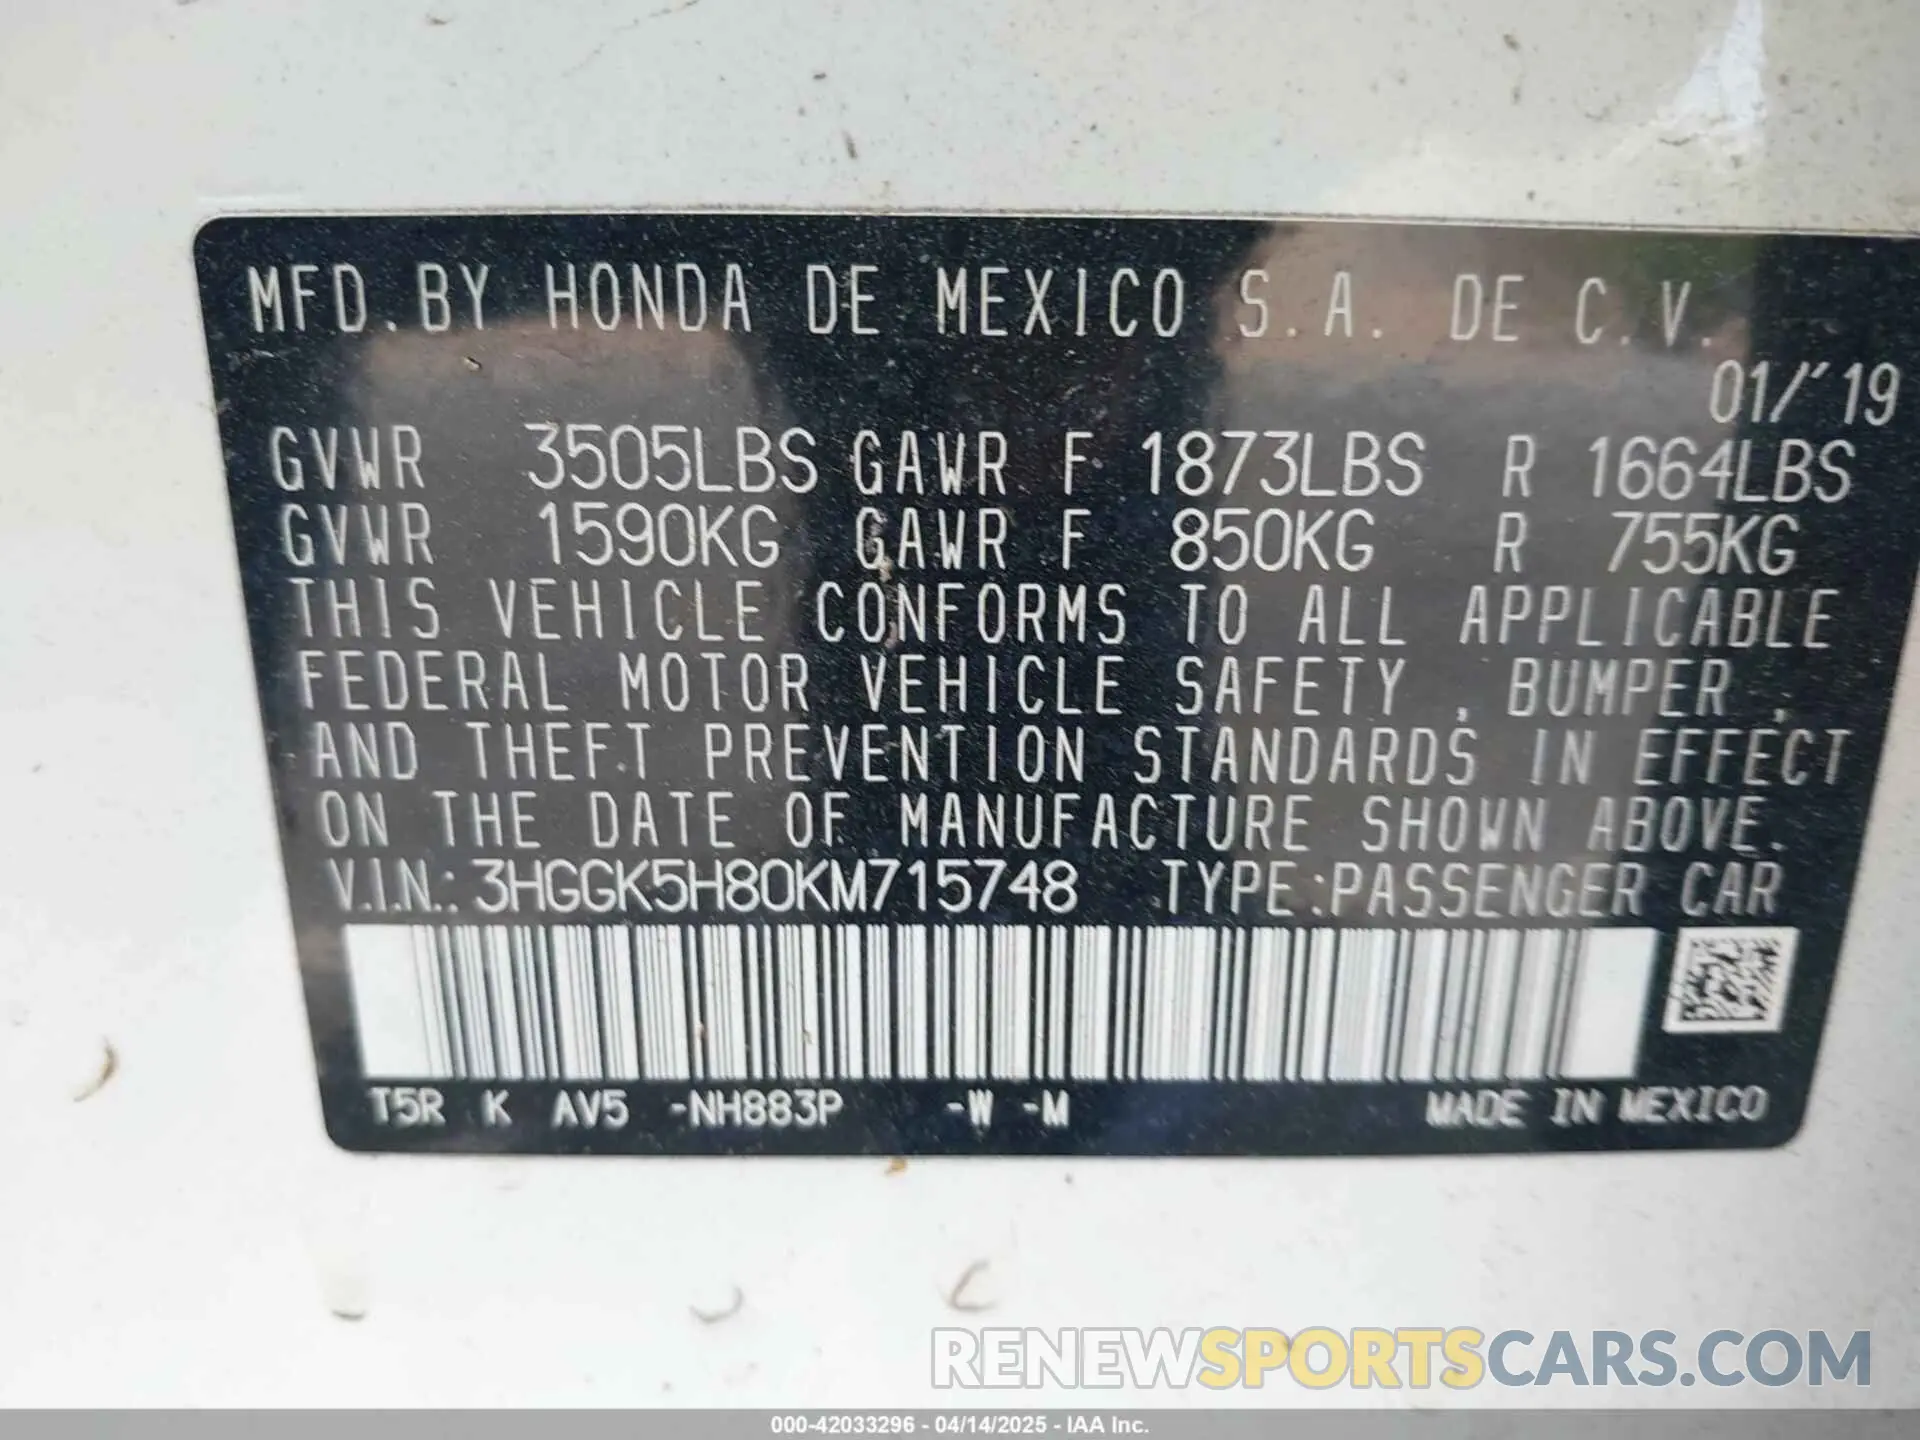 MFD. BY HONDA DE MEXICO S.A. DE C.V.
01/'19
GVWR 3505LBS GAWR F 1873LBS R 1664LBS
GVWR 1590KG GAWR F 850KG R 755KG
THIS VEHICLE CONFORMS TO ALL APPLICABLE
FEDERAL MOTOR VEHICLE SAFETY, BUMPER,
AND THEFT PREVENTION STANDARDS IN EFFECT
ON THE DATE OF MANUFACTURE SHOWN ABOVE.
V.I.N.: 3HGGK5H80KM715748 TYPE:PASSENGER CAR
T5R K AV5 -NH883P -W -M MADE IN MEXICO
RENEWSPORTSCARS.COM
000-42033296 - 04/14/2025 - IAA Inc.